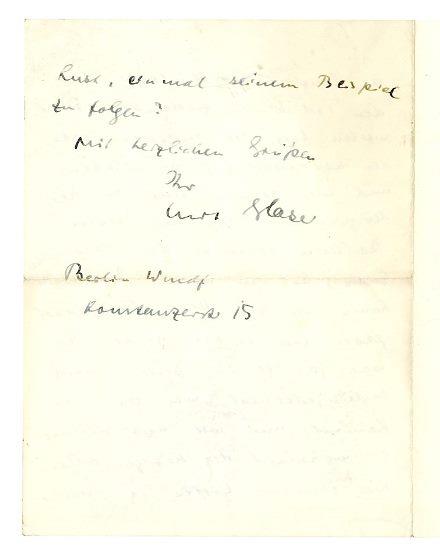 Lust, einmal seinem Beispiel
zu folgen?
Mit herzlichen Grüßen
Ihr
Curt Glaser
Berlin Wmdf
Konstanzerstr 15